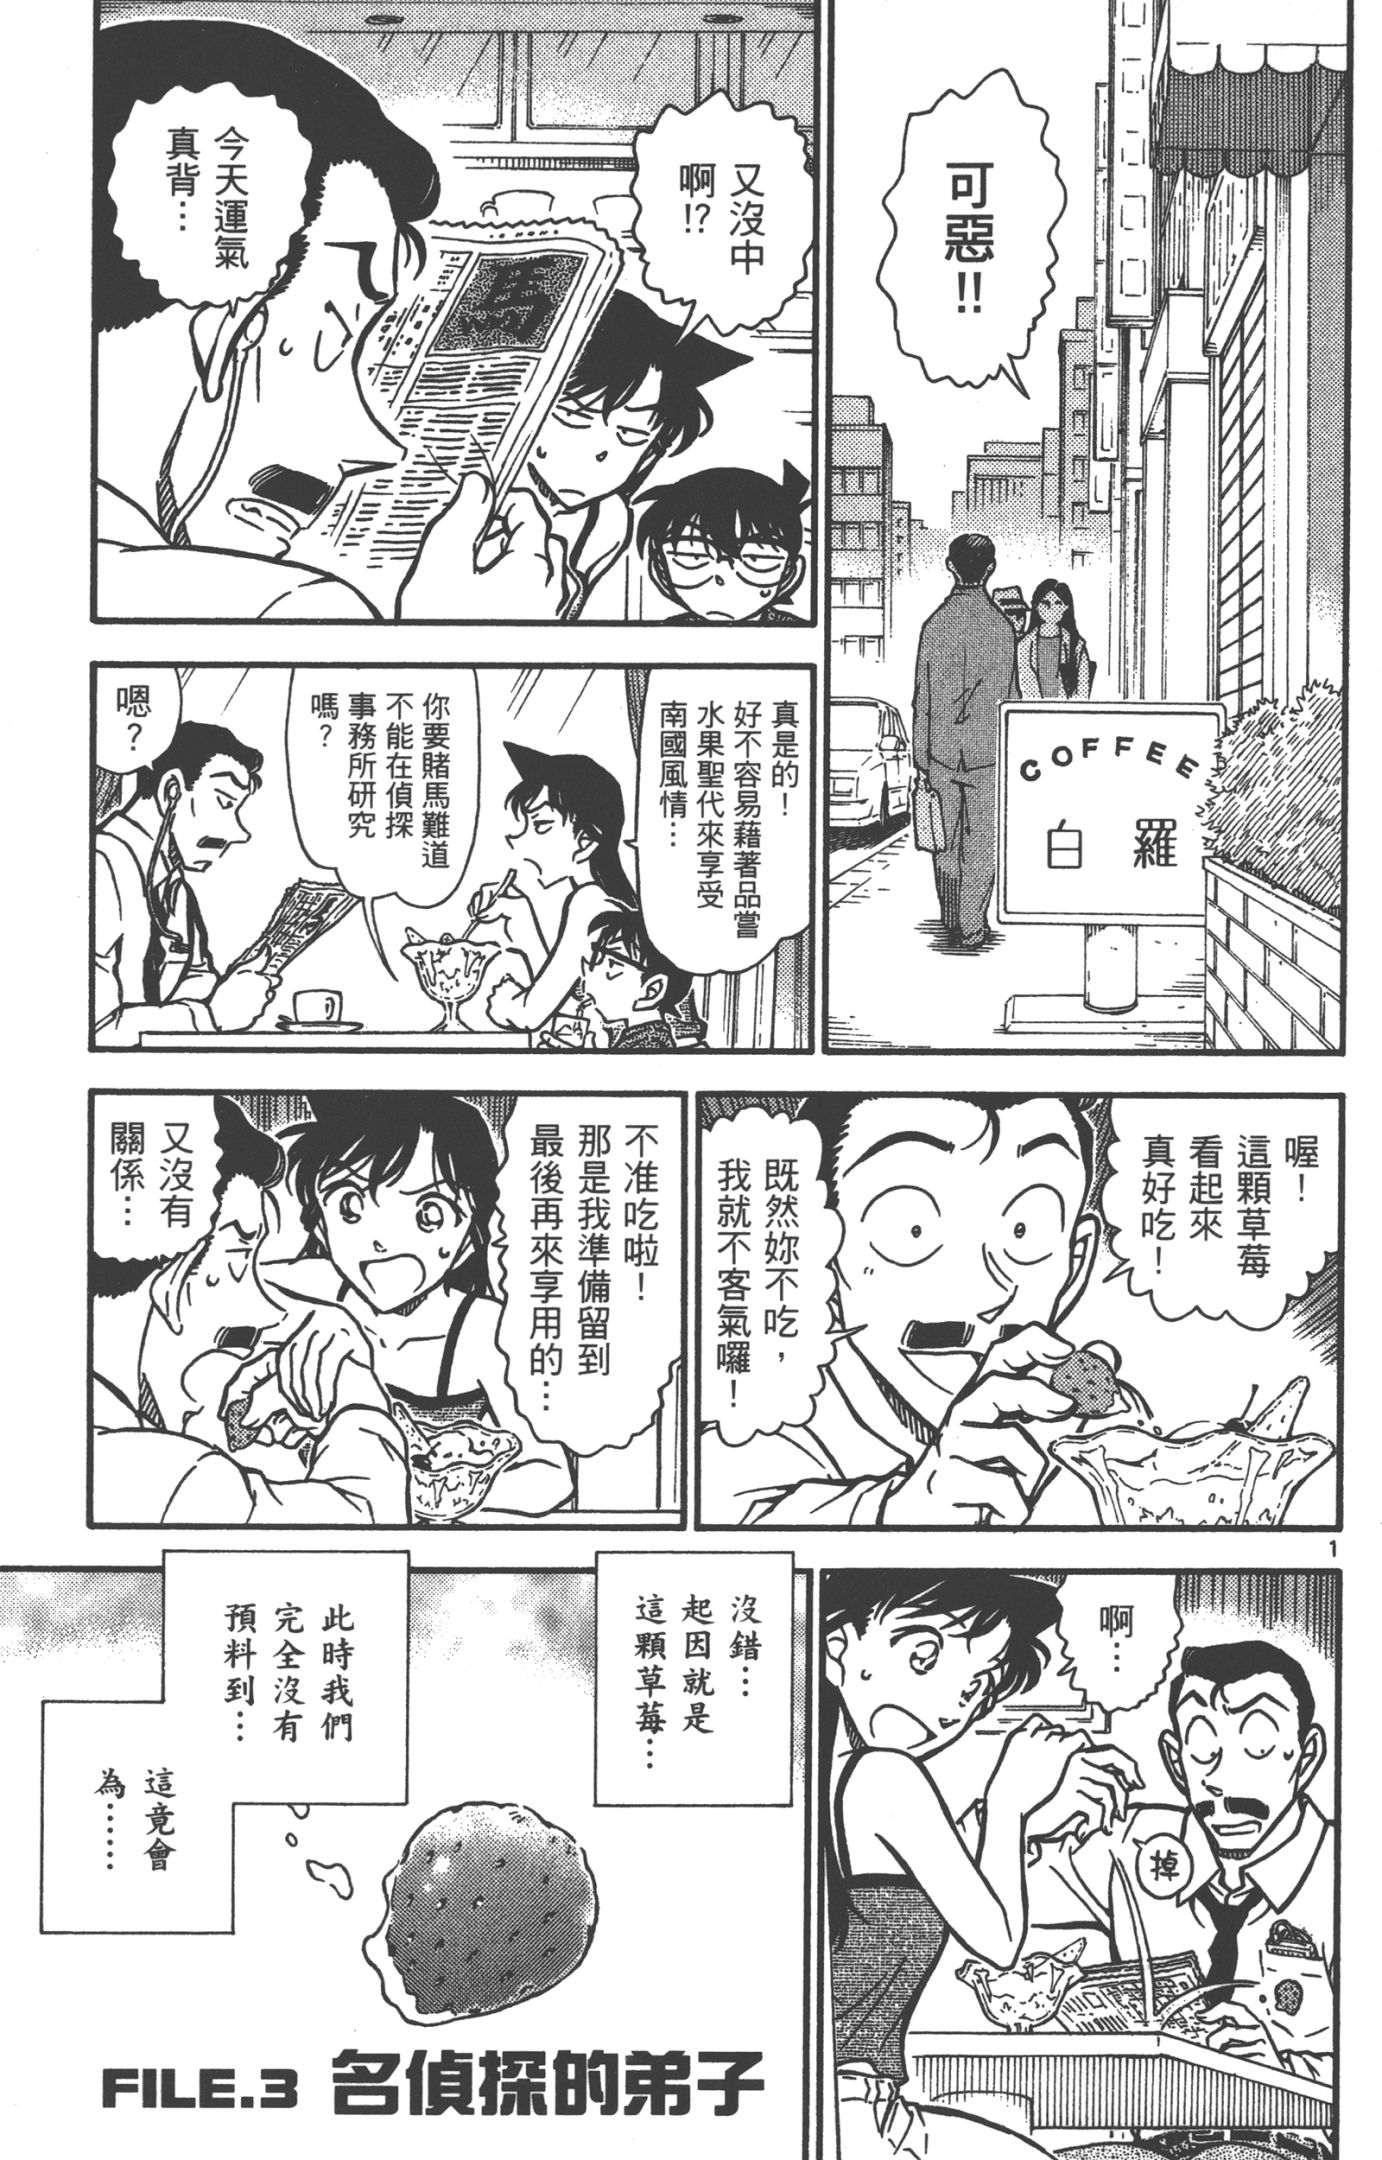 可惡!!
COFFEE
白羅
又沒中
啊!?
今天運氣
真背…
馬
真是的！
好不容易藉著品嘗
水果聖代來享受
南國風情…
你要賭馬難道
不能在偵探
事務所研究
嗎？
嗯？
喔！
這顆草莓
看起來
真好吃！
既然妳不吃，
我就不客氣囉！
不准吃啦！
那是我準備留到
最後再來享用的…
又沒有
關係…
1
啊…
掉
沒錯…
起因就是
這顆草莓…
此時我們
完全沒有
預料到…
這竟會
為……
FILE.3 名偵探的弟子